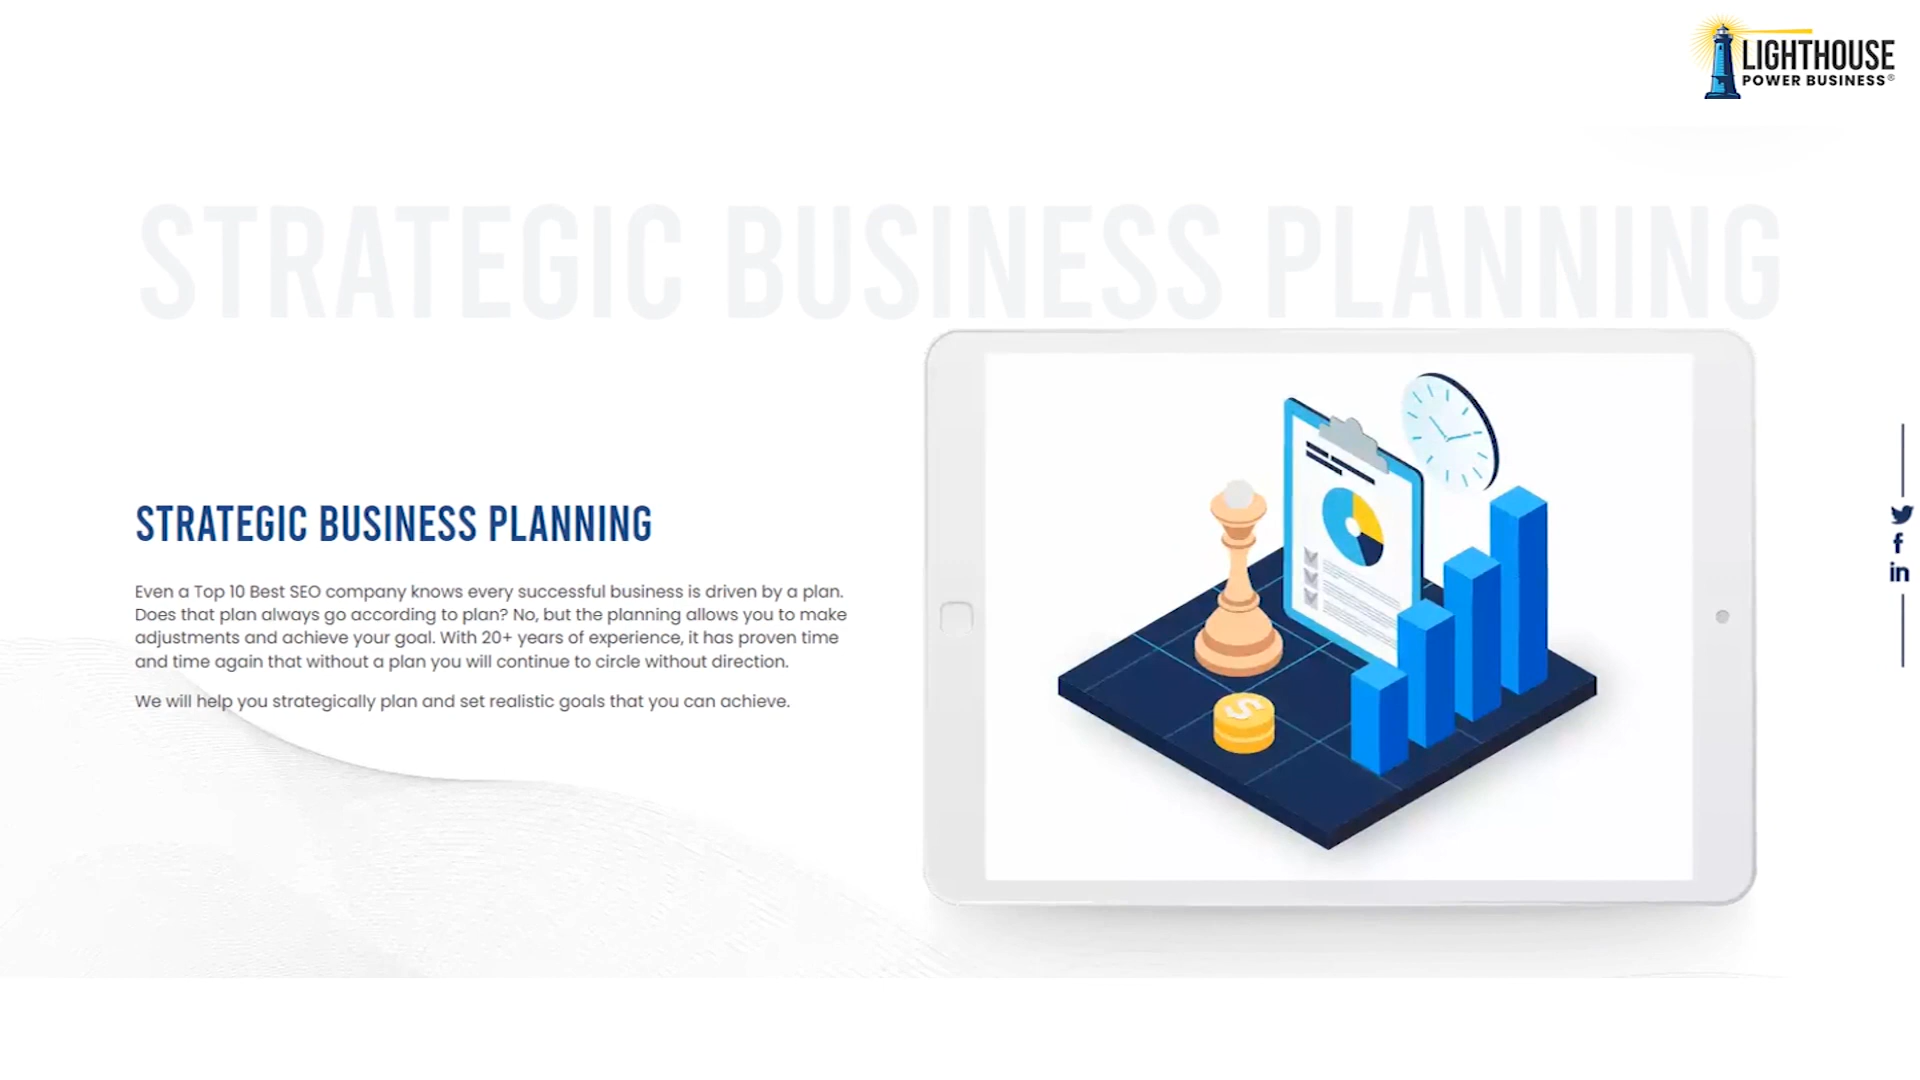 LIGHTHOUSE
POWER BUSINESS®
STRATEGIC BUSINESS PLANNING
STRATEGIC BUSINESS PLANNING
Even a Top 10 Best SEO company knows every successful business is driven by a plan.
Does that plan always go according to plan? No, but the planning allows you to make
adjustments and achieve your goal. With 20+ years of experience, it has proven time
and time again that without a plan you will continue to circle without direction.
We will help you strategically plan and set realistic goals that you can achieve.
$
f
in